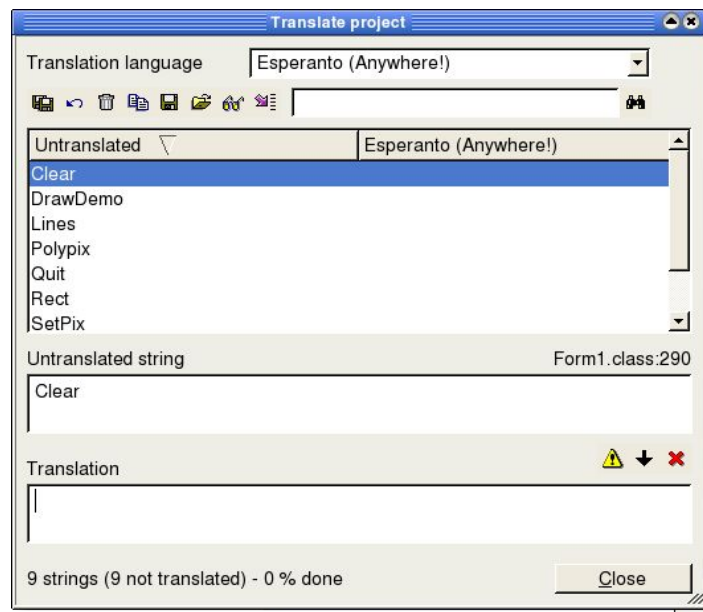 Translate project
Translation language Esperanto (Anywhere!)
Untranslated Esperanto (Anywhere!)
Clear
DrawDemo
Lines
Polypix
Quit
Rect
SetPix
Untranslated string Form1.class:290
Clear
Translation
9 strings (9 not translated) - 0 % done Close